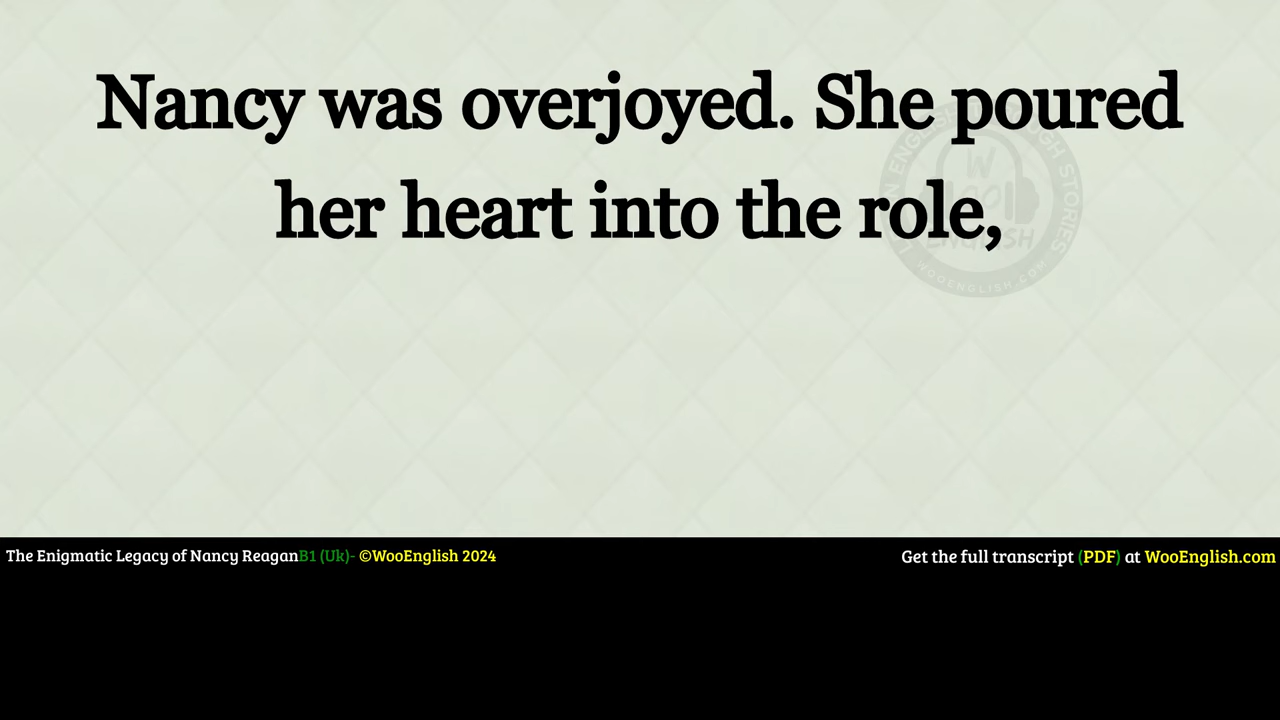 Nancy was overjoyed. She poured
her heart into the role,
The Enigmatic Legacy of Nancy ReaganB1 (Uk)- ©WooEnglish 2024
Get the full transcript (PDF) at WooEnglish.com